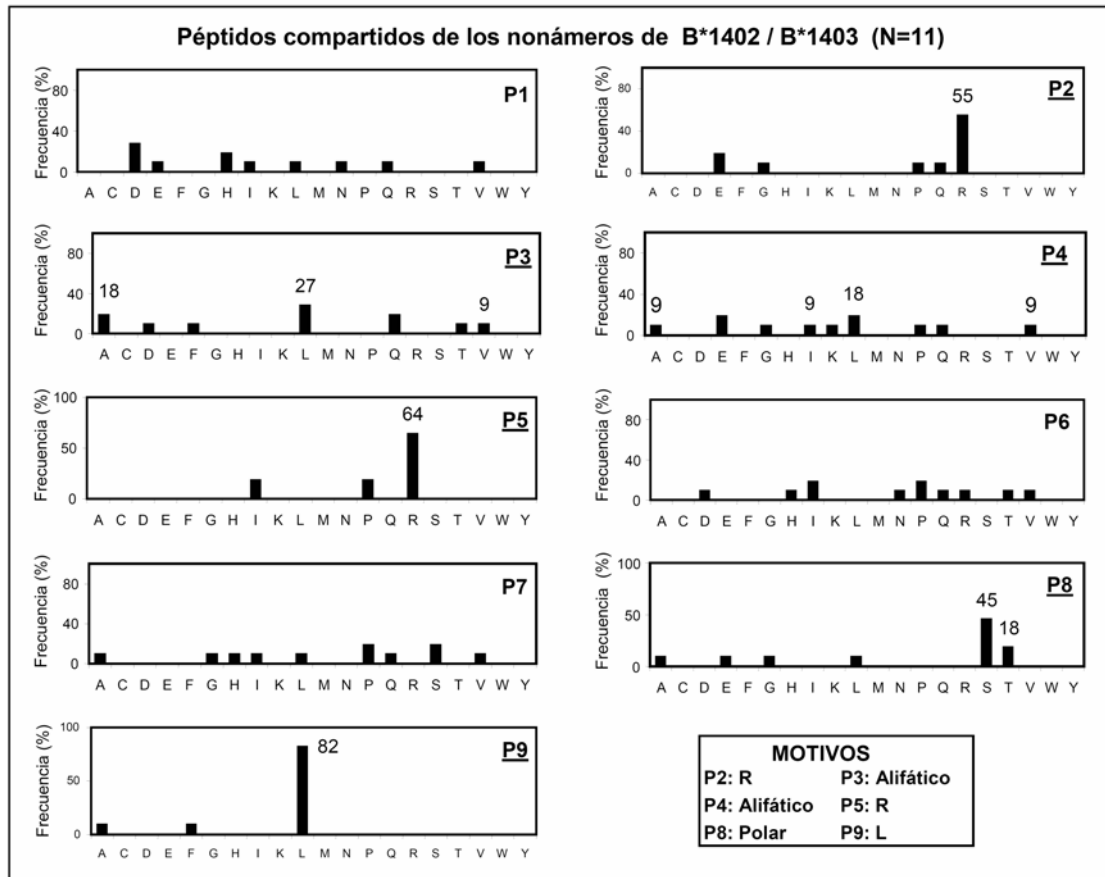 Péptidos compartidos de los nonámeros de B*1402 / B*1403 (N=11)
Frecuencia (%)
80
40
0
P1
A C D E F G H I K L M N P Q R S T V W Y
Frecuencia (%)
80
40
0
55
P2
A C D E F G H I K L M N P Q R S T V W Y
Frecuencia (%)
80
40
0
18
27
9
P3
A C D E F G H I K L M N P Q R S T V W Y
Frecuencia (%)
80
40
0
9
9
18
9
P4
A C D E F G H I K L M N P Q R S T V W Y
Frecuencia (%)
100
50
0
64
P5
A C D E F G H I K L M N P Q R S T V W Y
Frecuencia (%)
80
40
0
P6
A C D E F G H I K L M N P Q R S T V W Y
Frecuencia (%)
80
40
0
P7
A C D E F G H I K L M N P Q R S T V W Y
Frecuencia (%)
100
50
0
45
18
P8
A C D E F G H I K L M N P Q R S T V W Y
Frecuencia (%)
100
50
0
82
P9
A C D E F G H I K L M N P Q R S T V W Y
MOTIVOS
P2: R P3: Alifático
P4: Alifático P5: R
P8: Polar P9: L